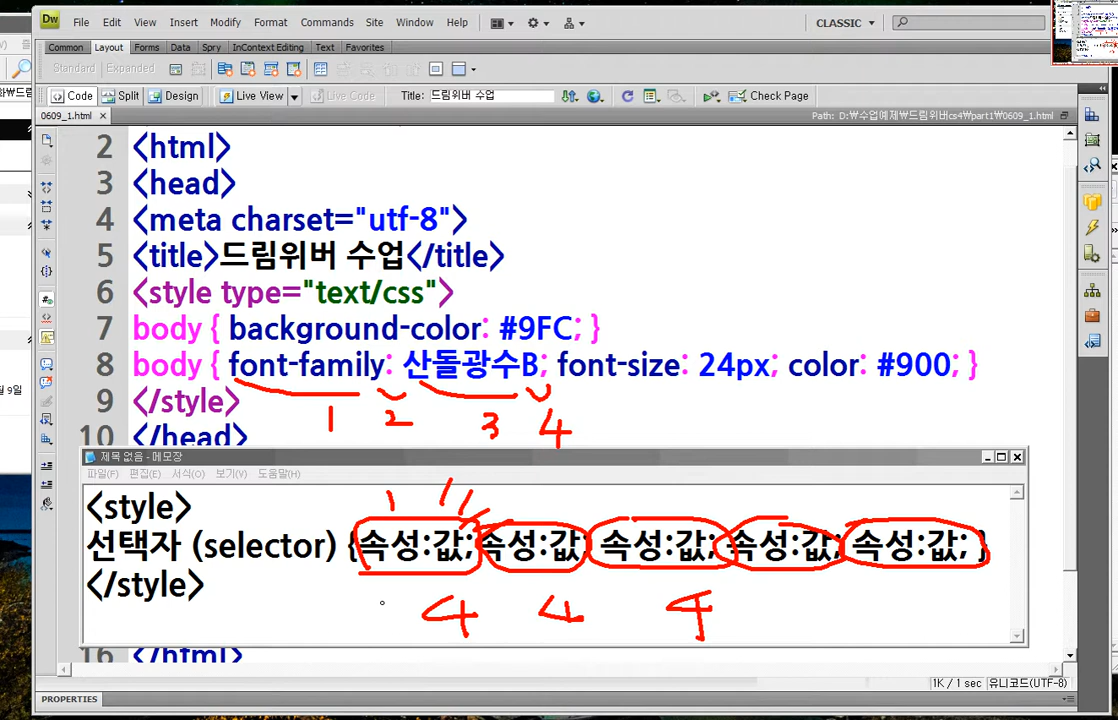 Dw File Edit View Insert Modify Format Commands Site Window Help CLASSIC
Common Layout Forms Data Spry InContext Editing Text Favorites
Standard Expanded
Code Split Design Live View Live Code Title: 드림위버 수업 Check Page
0609_1.html Path: D:\수업예제\드림위버cs4\part1\0609_1.html
2 <html>
3 <head>
4 <meta charset="utf-8">
5 <title>드림위버 수업</title>
6 <style type="text/css">
7 body { background-color: #9FC; }
8 body { font-family: 산돌광수B; font-size: 24px; color: #900; }
9 </style>
1 2 3 4
10 </head>
월 9일
제목 없음 - 메모장
파일(F) 편집(E) 서식(O) 보기(V) 도움말(H)
<style>
선택자 (selector) {속성:값; 속성:값; 속성:값; 속성:값; 속성:값; }
</style>
4 4 4
16 </html>
1K / 1 sec 유니코드(UTF-8)
PROPERTIES